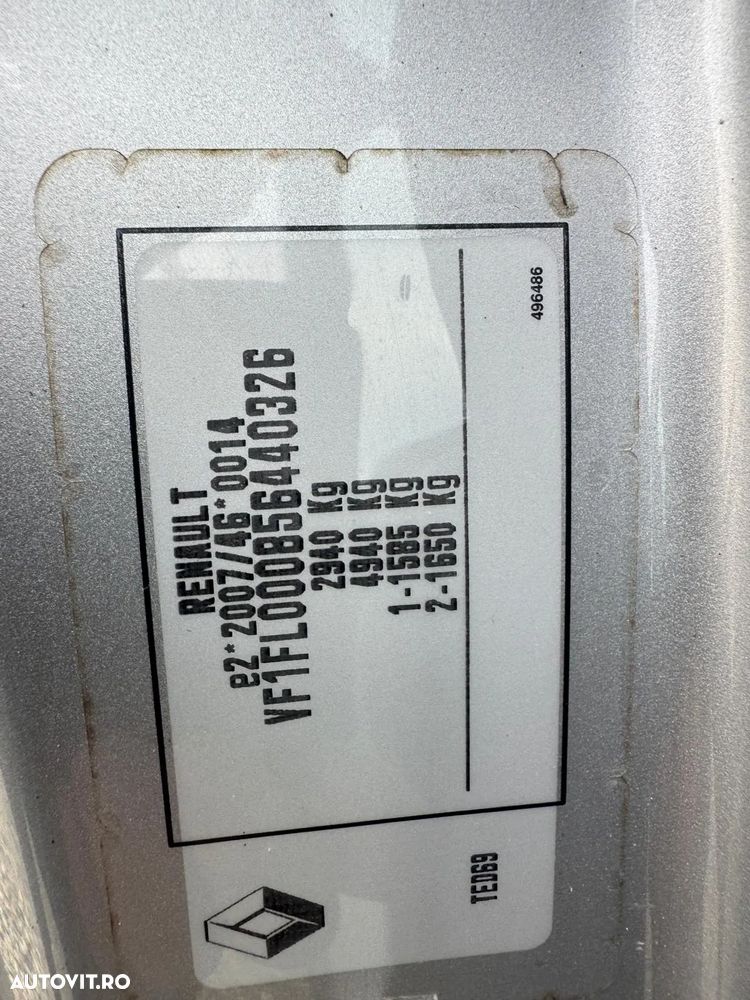 RENAULT
e2*2007/46*0014
VF1FL000856440326
2940 Kg
4940 Kg
1-1585 Kg
2-1650 Kg
496486
TED69
AUTOVIT.RO